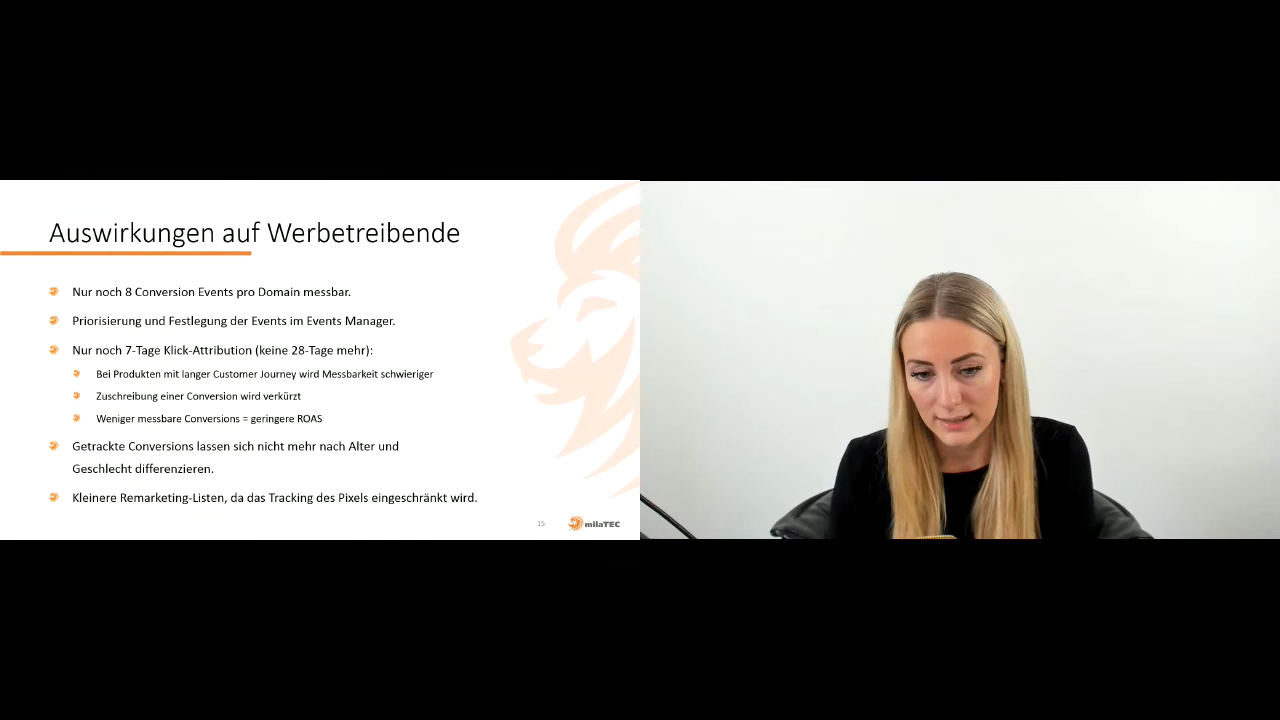 Auswirkungen auf Werbetreibende
Nur noch 8 Conversion Events pro Domain messbar.
Priorisierung und Festlegung der Events im Events Manager.
Nur noch 7-Tage Klick-Attribution (keine 28-Tage mehr):
Bei Produkten mit langer Customer Journey wird Messbarkeit schwieriger
Zuschreibung einer Conversion wird verkürzt
Weniger messbare Conversions = geringere ROAS
Getrackte Conversions lassen sich nicht mehr nach Alter und
Geschlecht differenzieren.
Kleinere Remarketing-Listen, da das Tracking des Pixels eingeschränkt wird.
15
milaTEC